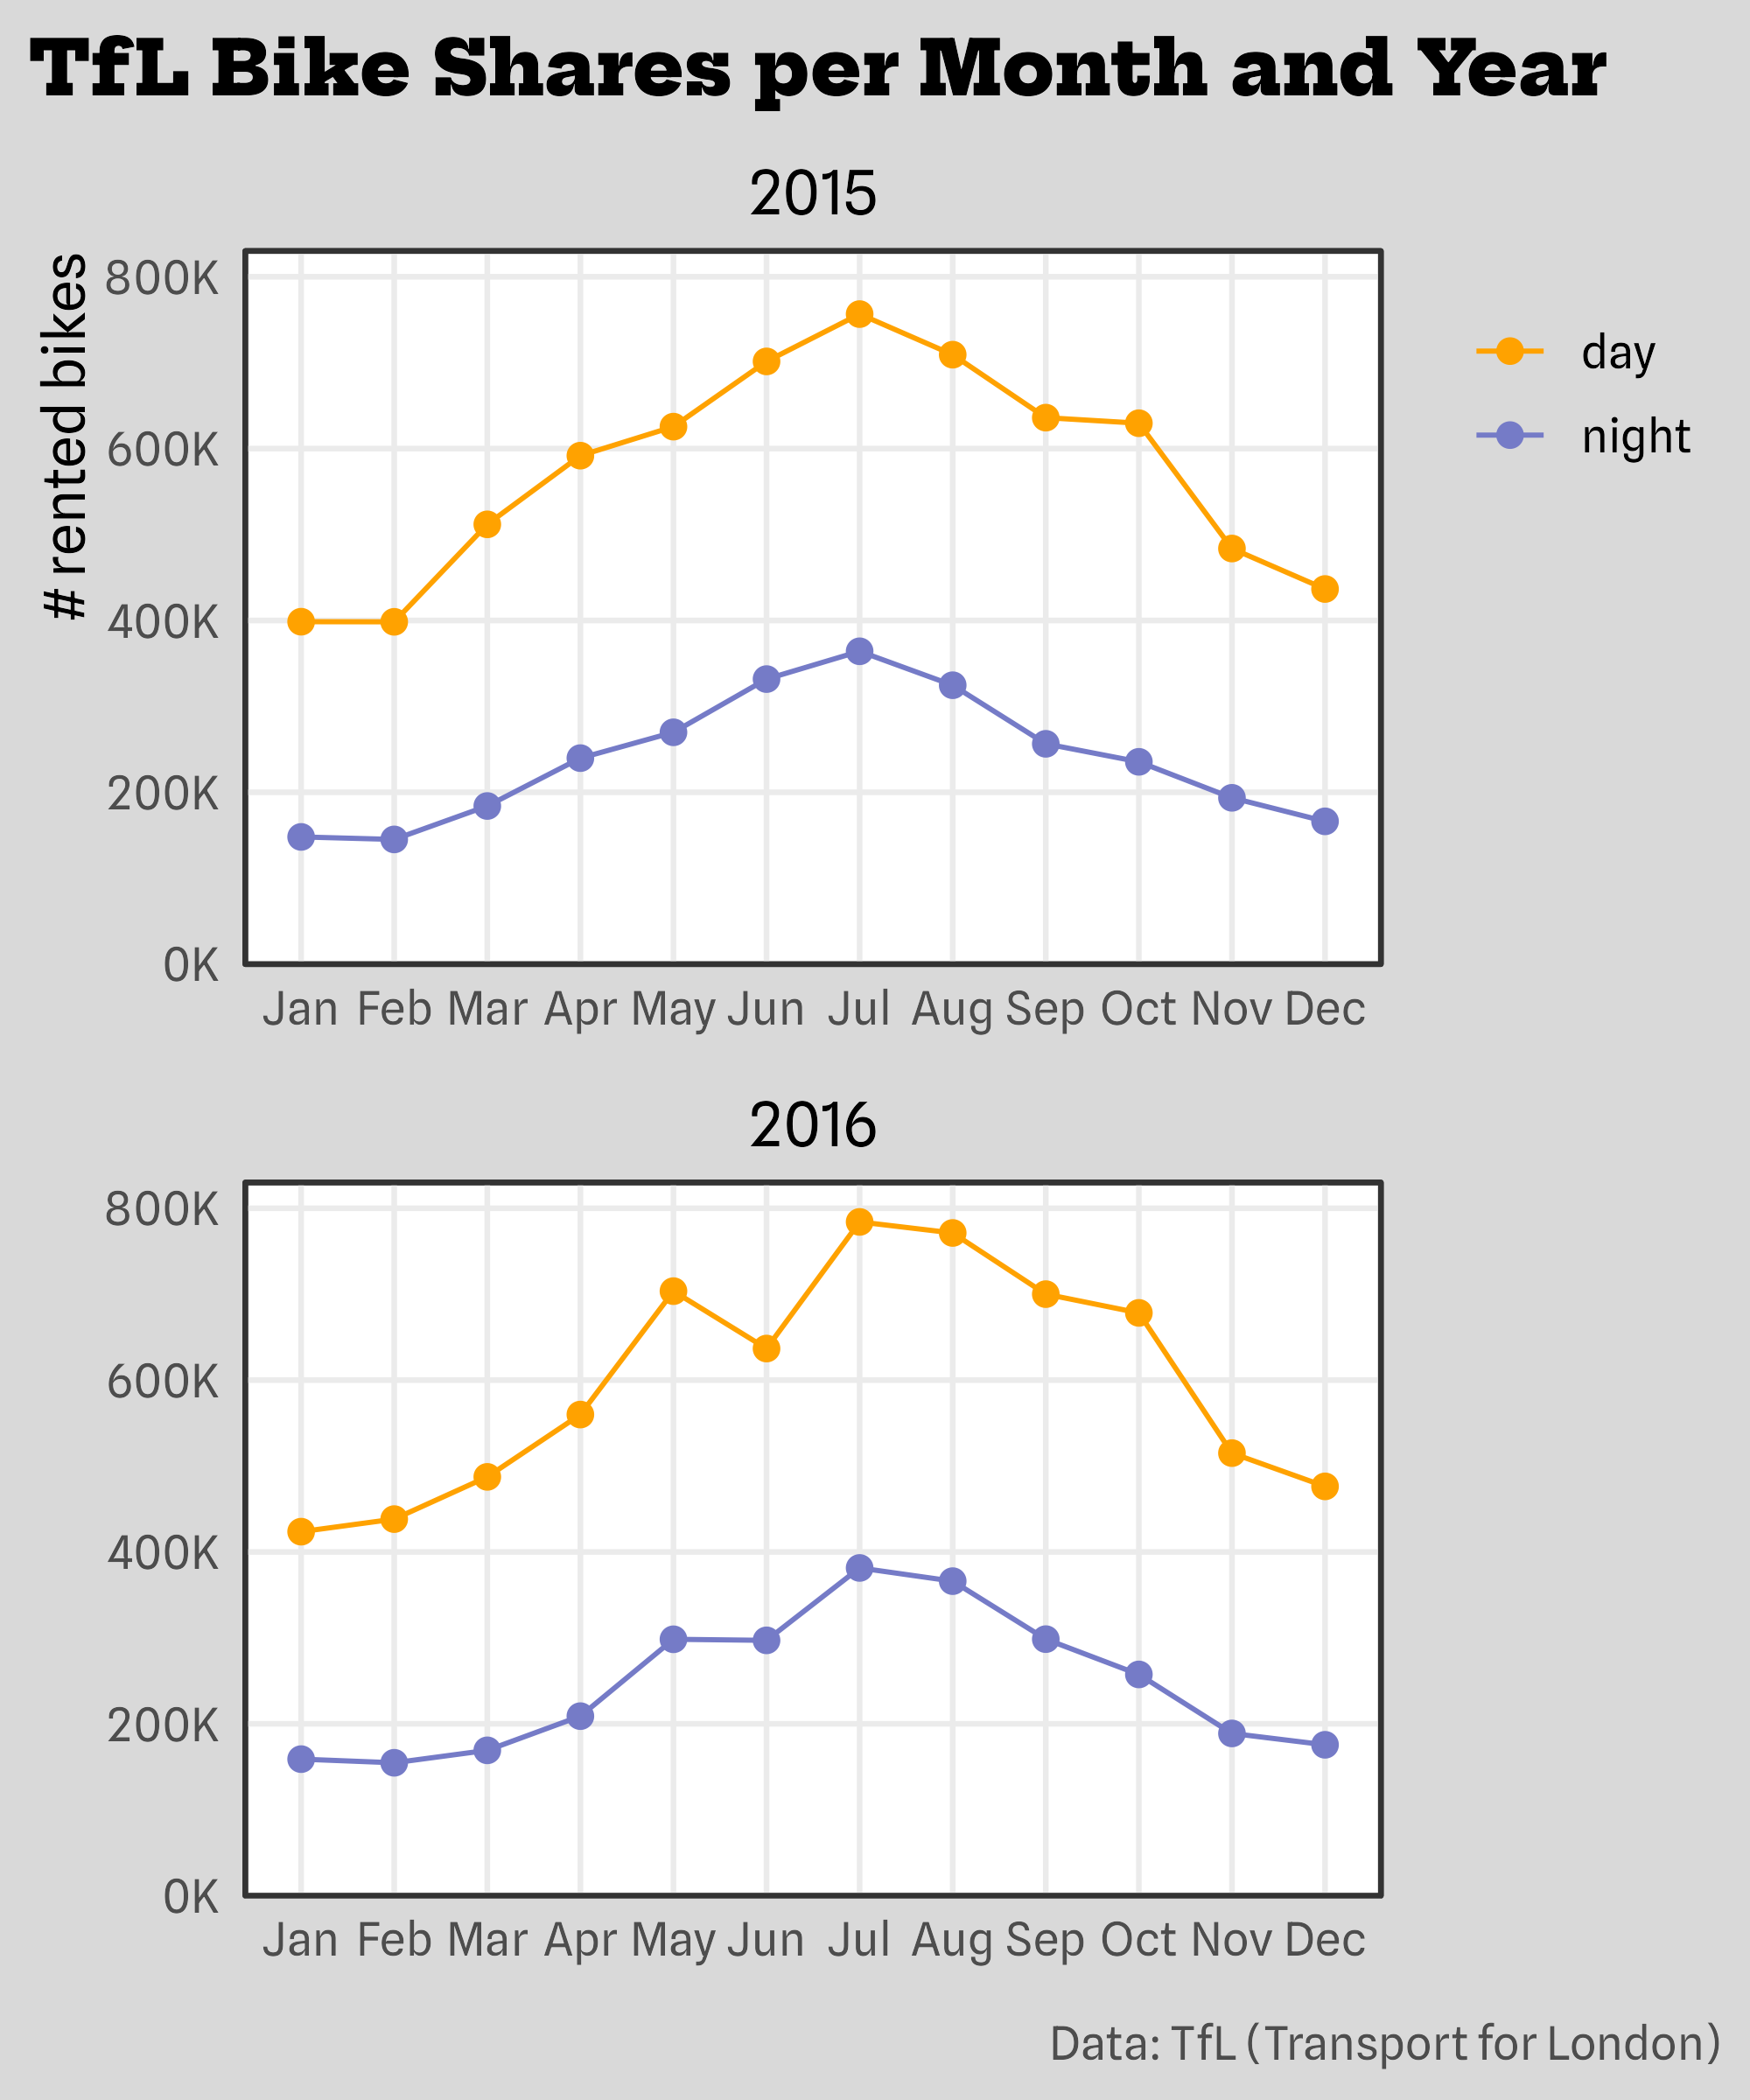 TfL Bike Shares per Month and Year
2015
# rented bikes
800K
600K
400K
200K
0K
Jan Feb Mar Apr May Jun Jul Aug Sep Oct Nov Dec
day
night
2016
800K
600K
400K
200K
0K
Jan Feb Mar Apr May Jun Jul Aug Sep Oct Nov Dec
Data: TfL (Transport for London)